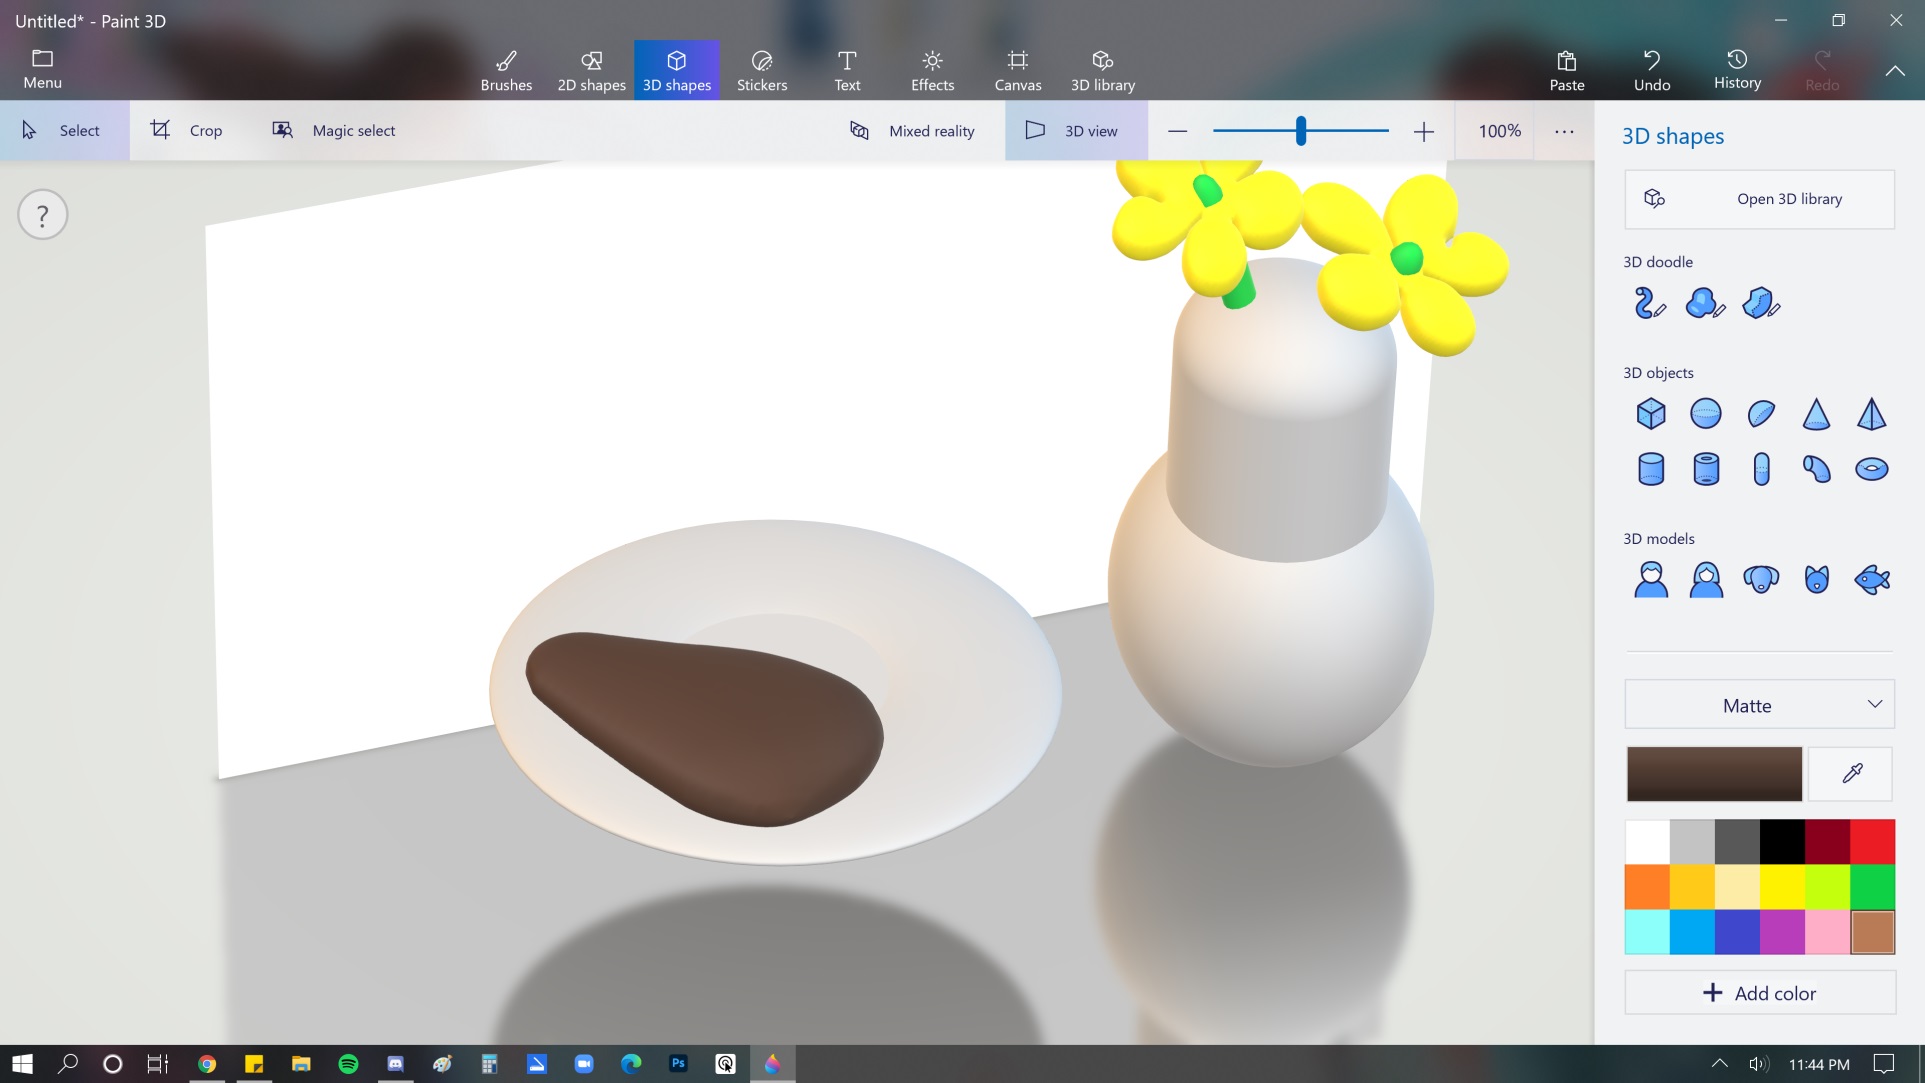 Untitled* - Paint 3D
Menu
Brushes
2D shapes
3D shapes
Stickers
Text
Effects
Canvas
3D library
Paste
Undo
History
Redo
Select
Crop
Magic select
Mixed reality
3D view
100%
3D shapes
?
Open 3D library
3D doodle
3D objects
3D models
Matte
Add color
Ps
11:44 PM